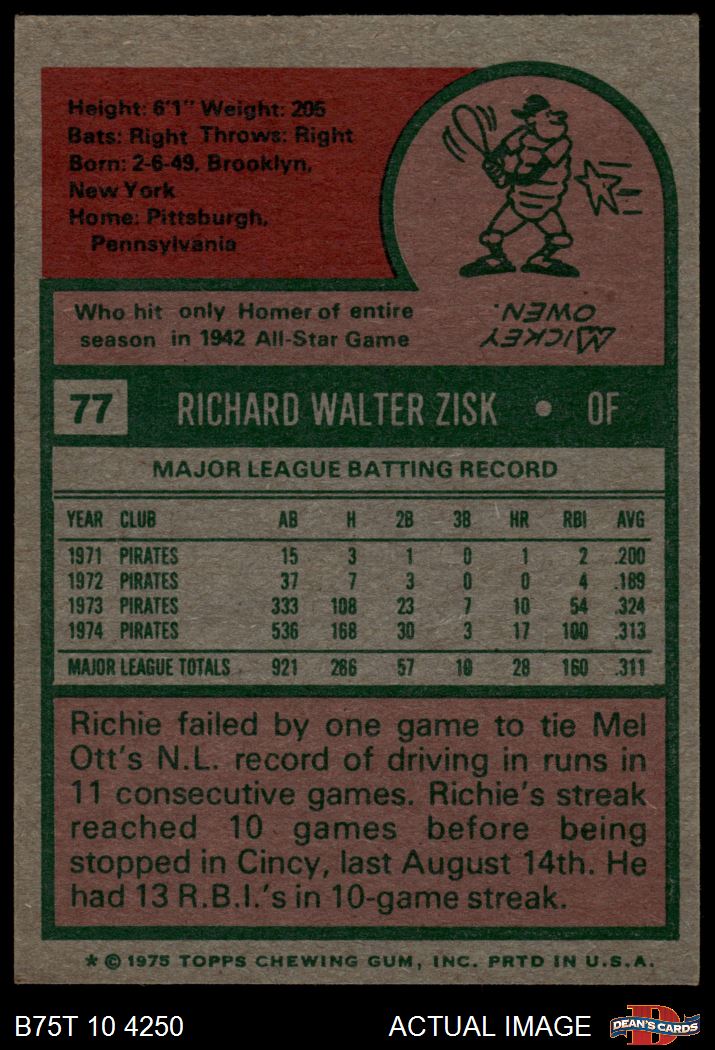 Height: 6'1" Weight: 205
Bats: Right Throws: Right
Born: 2-6-49, Brooklyn,
New York
Home: Pittsburgh,
Pennsylvania
Who hit only Homer of entire
season in 1942 All-Star Game
MICKEY
OWEN.
77 RICHARD WALTER ZISK • OF
MAJOR LEAGUE BATTING RECORD
YEAR CLUB AB H 2B 3B HR RBI AVG
1971 PIRATES 15 3 1 0 1 2 .200
1972 PIRATES 37 7 3 0 0 4 .189
1973 PIRATES 333 108 23 7 10 54 .324
1974 PIRATES 536 168 30 3 17 100 .313
MAJOR LEAGUE TOTALS 921 286 57 10 28 160 .311
Richie failed by one game to tie Mel
Ott's N.L. record of driving in runs in
11 consecutive games. Richie's streak
reached 10 games before being
stopped in Cincy, last August 14th. He
had 13 R.B.I.'s in 10-game streak.
* © 1975 TOPPS CHEWING GUM, INC. PRTD IN U.S.A.
B75T 10 4250
ACTUAL IMAGE
D
DEAN'S CARDS